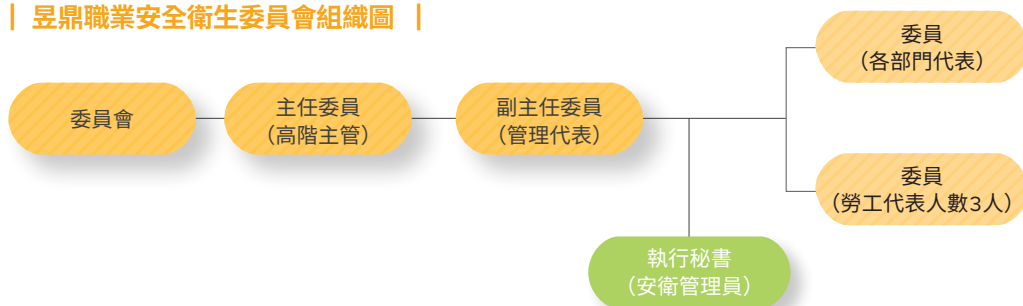 | 昱鼎職業安全衛生委員會組織圖 |
委員會
主任委員
（高階主管）
副主任委員
（管理代表）
委員
（各部門代表）
委員
（勞工代表人數3人）
執行秘書
（安衛管理員）